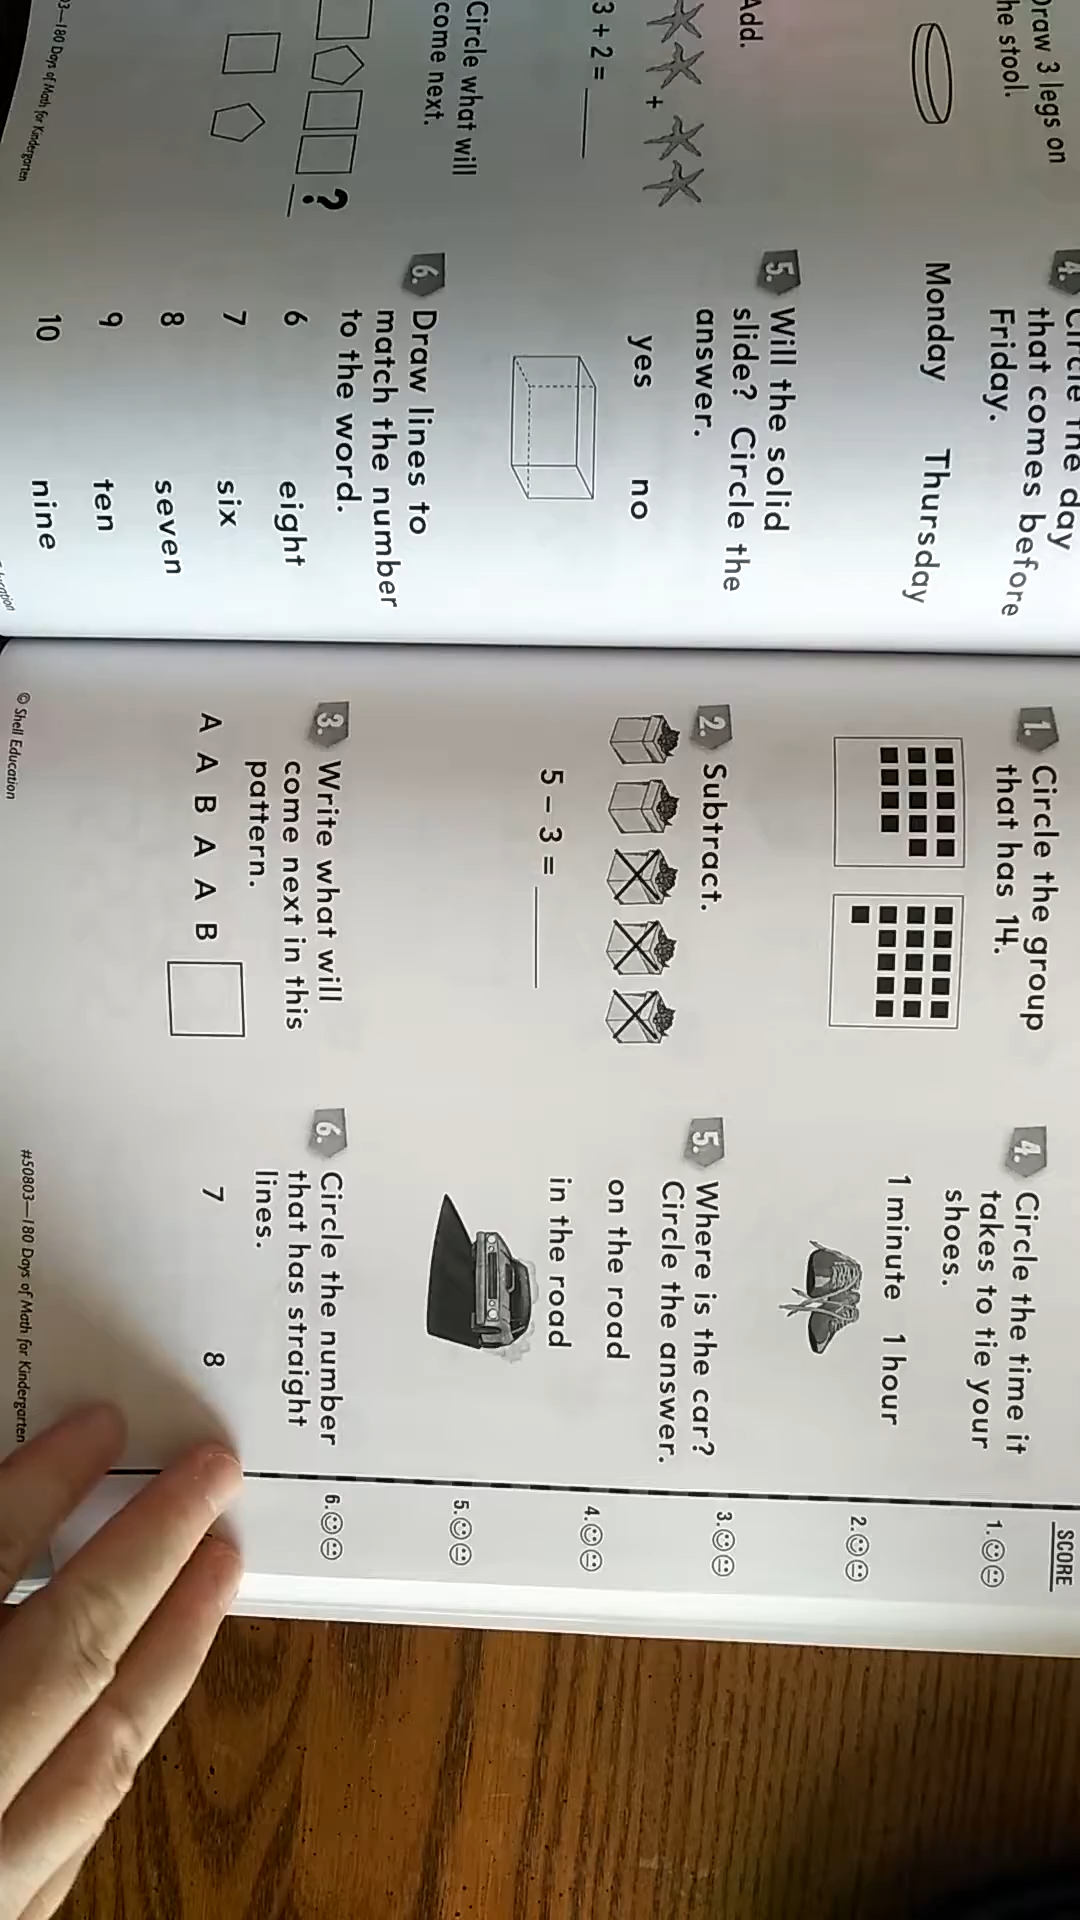 Draw 3 legs on
the stool.
Add.
+
3 + 2 = ___
Circle what will
come next.
?
03—180 Days of Math for Kindergarten
4. Circle the day
that comes before
Friday.
Monday Thursday
5. Will the solid
slide? Circle the
answer.
yes no
6. Draw lines to
match the number
to the word.
6 eight
7 six
8 seven
9 ten
10 nine
1. Circle the group
that has 14.
2. Subtract.
5 – 3 = ___
3. Write what will
come next in this
pattern.
A A B A A B
© Shell Education
4. Circle the time it
takes to tie your
shoes.
1 minute 1 hour
5. Where is the car?
Circle the answer.
on the road
in the road
6. Circle the number
that has straight
lines.
7 8
#50803—180 Days of Math for Kindergarten
SCORE
1.
2.
3.
4.
5.
6.